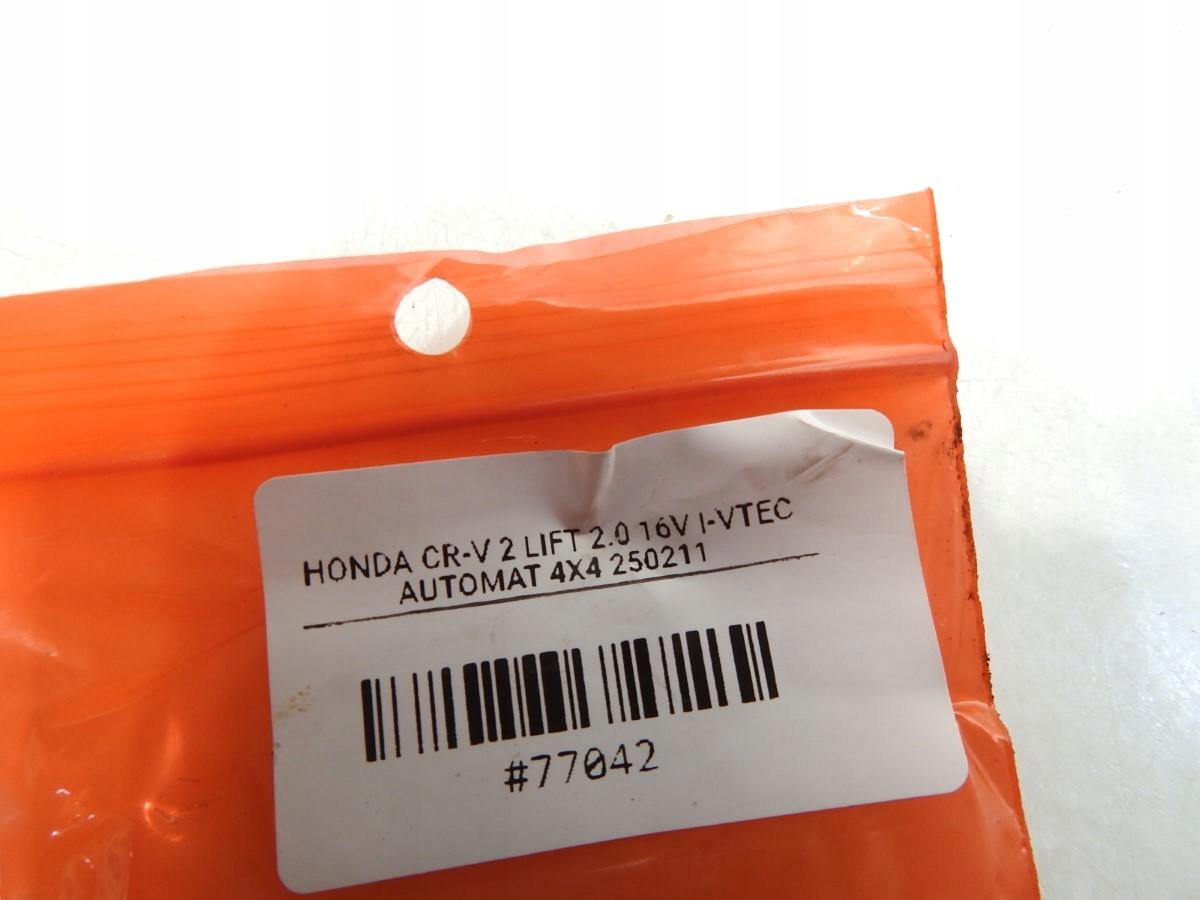 HONDA CR-V 2 LIFT 2.0 16V I-VTEC
AUTOMAT 4X4 250211
#77042